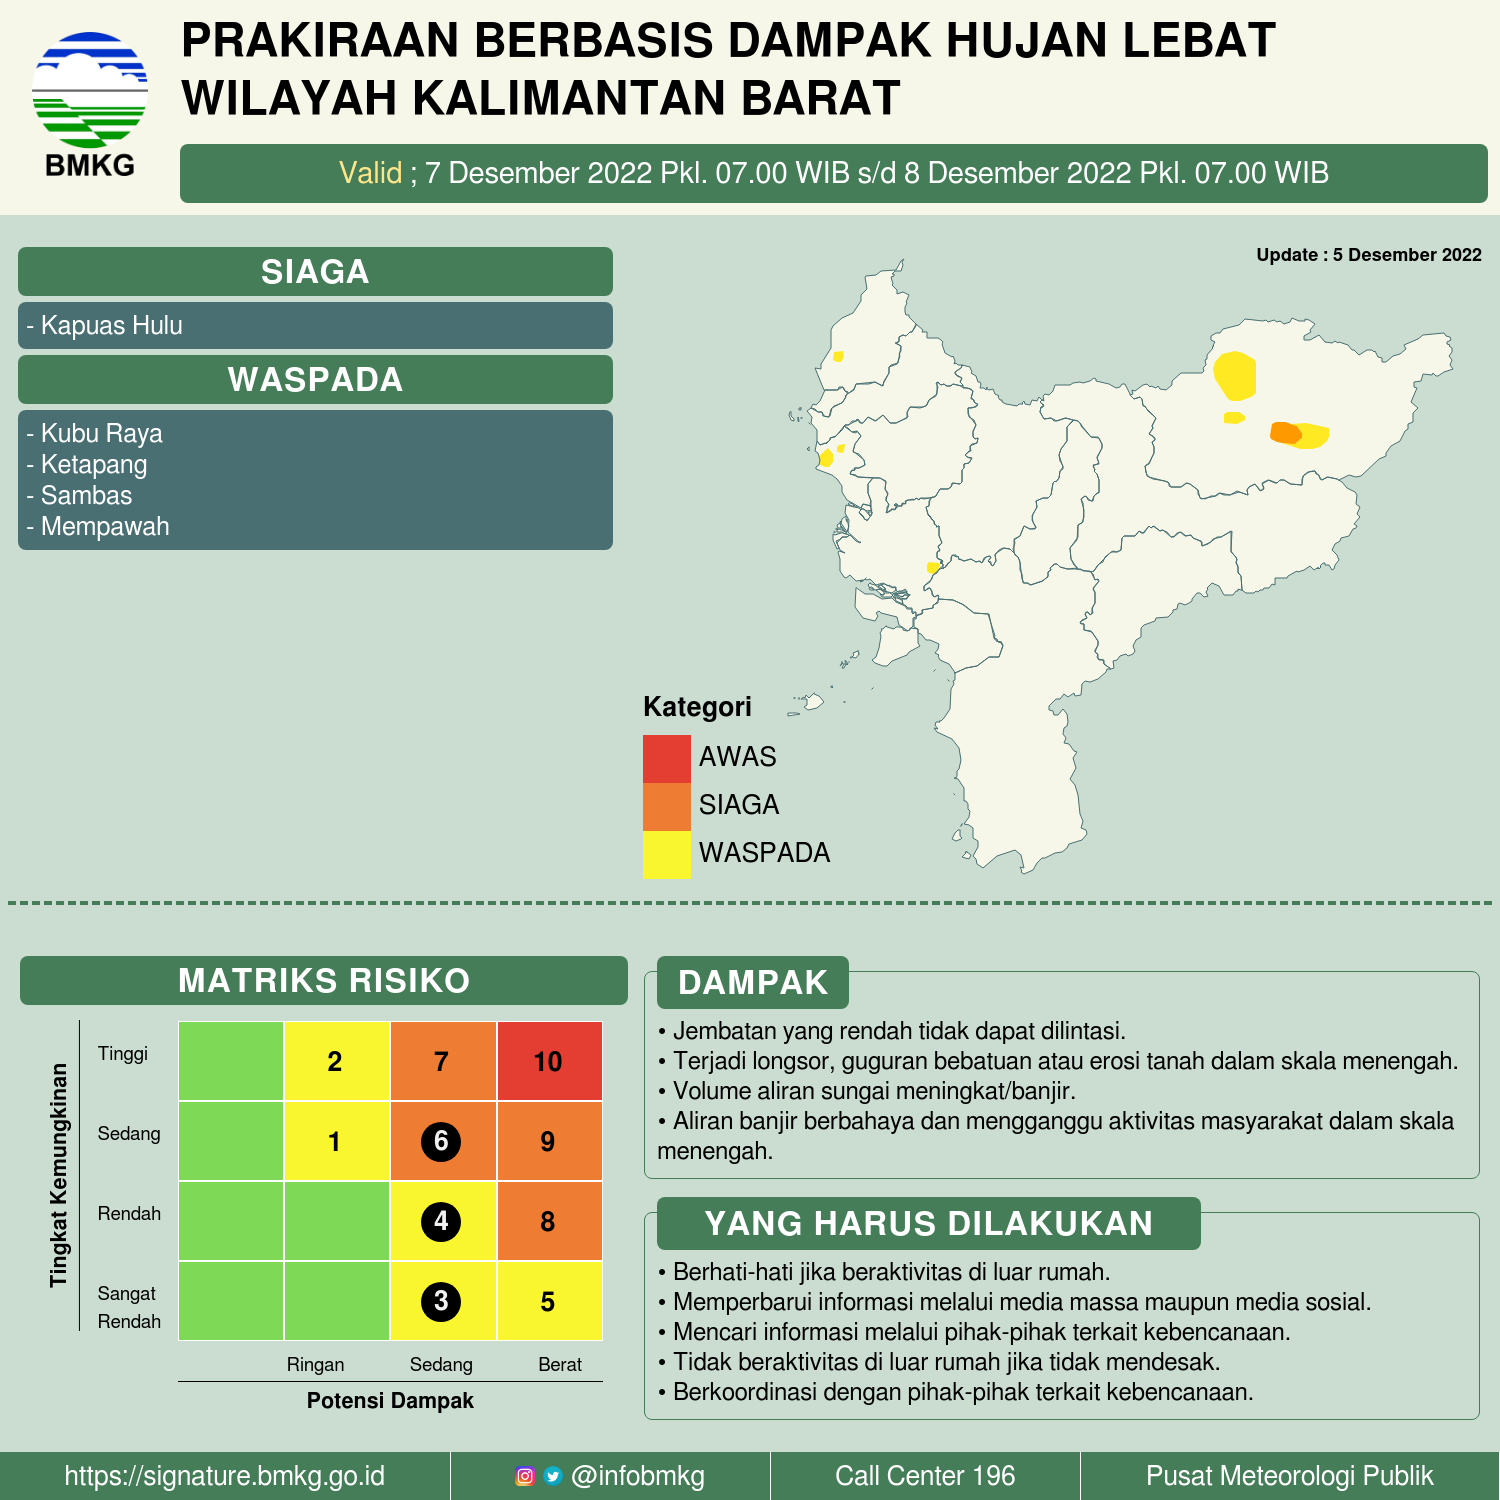 PRAKIRAAN BERBASIS DAMPAK HUJAN LEBAT
WILAYAH KALIMANTAN BARAT
BMKG
Valid ; 7 Desember 2022 Pkl. 07.00 WIB s/d 8 Desember 2022 Pkl. 07.00 WIB
Update : 5 Desember 2022
SIAGA
- Kapuas Hulu
WASPADA
- Kubu Raya
- Ketapang
- Sambas
- Mempawah
Kategori
AWAS
SIAGA
WASPADA
MATRIKS RISIKO
Tingkat Kemungkinan
Tinggi 2 7 10
Sedang 1 6 9
Rendah 4 8
Sangat
Rendah 3 5
Ringan Sedang Berat
Potensi Dampak
DAMPAK
• Jembatan yang rendah tidak dapat dilintasi.
• Terjadi longsor, guguran bebatuan atau erosi tanah dalam skala menengah.
• Volume aliran sungai meningkat/banjir.
• Aliran banjir berbahaya dan mengganggu aktivitas masyarakat dalam skala
menengah.
YANG HARUS DILAKUKAN
• Berhati-hati jika beraktivitas di luar rumah.
• Memperbarui informasi melalui media massa maupun media sosial.
• Mencari informasi melalui pihak-pihak terkait kebencanaan.
• Tidak beraktivitas di luar rumah jika tidak mendesak.
• Berkoordinasi dengan pihak-pihak terkait kebencanaan.
https://signature.bmkg.go.id
@infobmkg
Call Center 196
Pusat Meteorologi Publik